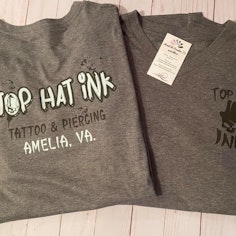 TOP HAT INK
TATTOO & PIERCING
AMELIA, VA.
TOP
INK